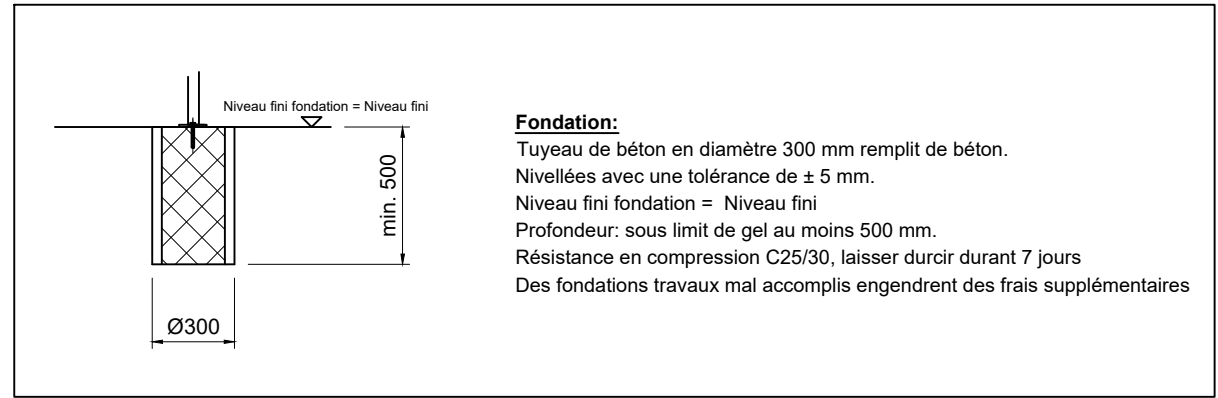 Niveau fini fondation = Niveau fini
min. 500
Ø300
Fondation:
Tuyeau de béton en diamètre 300 mm remplit de béton.
Nivellées avec une tolérance de ± 5 mm.
Niveau fini fondation = Niveau fini
Profondeur: sous limit de gel au moins 500 mm.
Résistance en compression C25/30, laisser durcir durant 7 jours
Des fondations travaux mal accomplis engendrent des frais supplémentaires